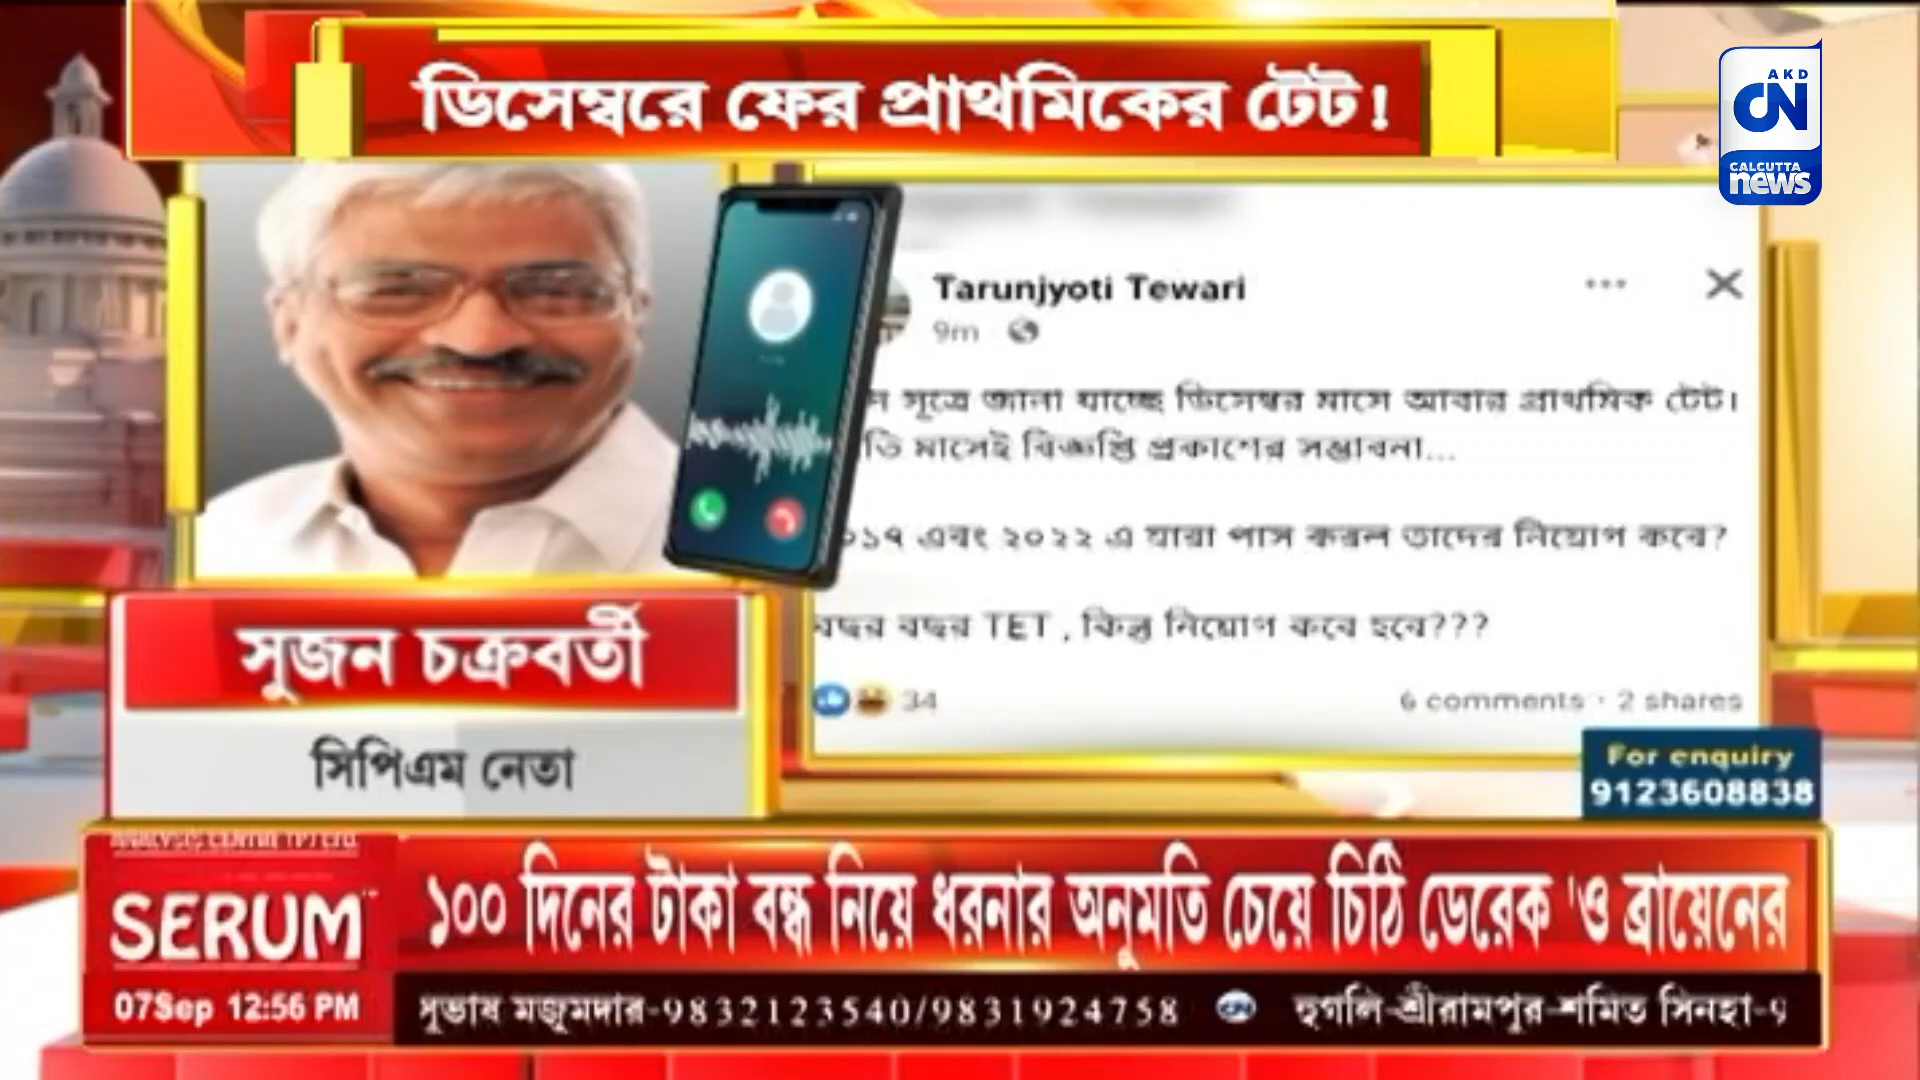 ডিসেম্বরে ফের প্রাথমিকের টেট!
AKD
CN
CALCUTTA
news
Tarunjyoti Tewari
9m
সূত্রে জানা যাচ্ছে ডিসেম্বর মাসে আবার প্রাথমিক টেট।
মাসেই বিজ্ঞপ্তি প্রকাশের সম্ভাবনা...
১৭ এবং ২০২২ এ যারা পাস করল তাদের নিয়োগ কবে?
বছর বছর TET , কিন্তু নিয়োগ কবে হবে???
34
6 comments · 2 shares
সুজন চক্রবর্তী
সিপিএম নেতা
For enquiry
9123608838
SERUM
১০০ দিনের টাকা বন্ধ নিয়ে ধরনার অনুমতি চেয়ে চিঠি ডেরেক 'ও ব্রায়েনের
07Sep 12:56 PM
সুভাষ মজুমদার-9832123540/9831924758 হুগলি-শ্রীরামপুর-শমিত সিনহা-9